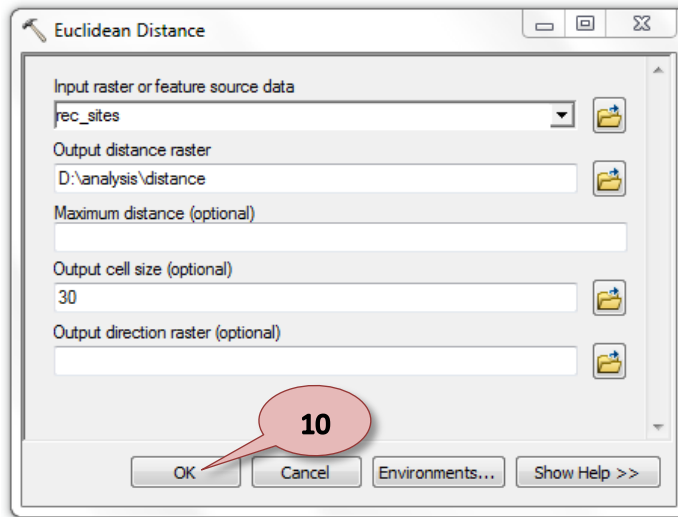 Euclidean Distance
Input raster or feature source data
rec_sites
Output distance raster
D:\analysis\distance
Maximum distance (optional)
Output cell size (optional)
30
Output direction raster (optional)
10
OK Cancel Environments... Show Help >>